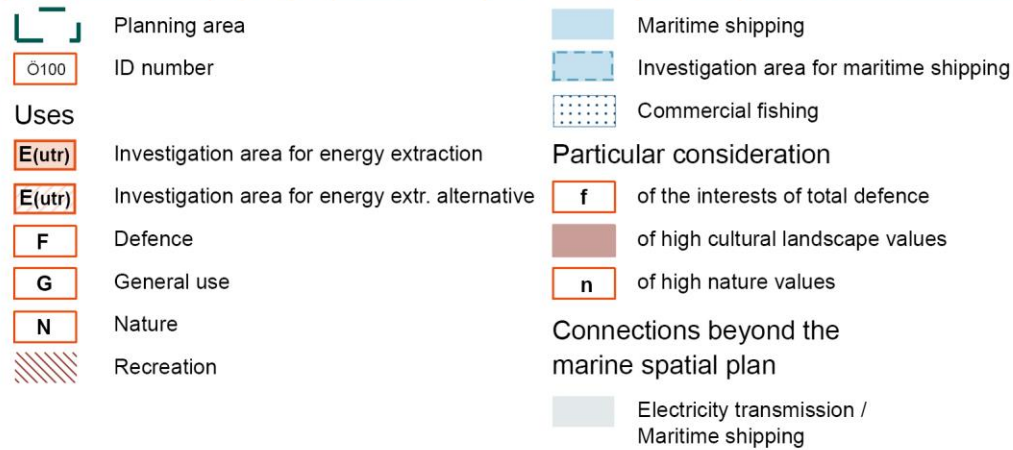 Planning area
Ö100 ID number
Uses
E(utr) Investigation area for energy extraction
E(utr) Investigation area for energy extr. alternative
F Defence
G General use
N Nature
Recreation
Maritime shipping
Investigation area for maritime shipping
Commercial fishing
Particular consideration
f of the interests of total defence
of high cultural landscape values
n of high nature values
Connections beyond the
marine spatial plan
Electricity transmission /
Maritime shipping